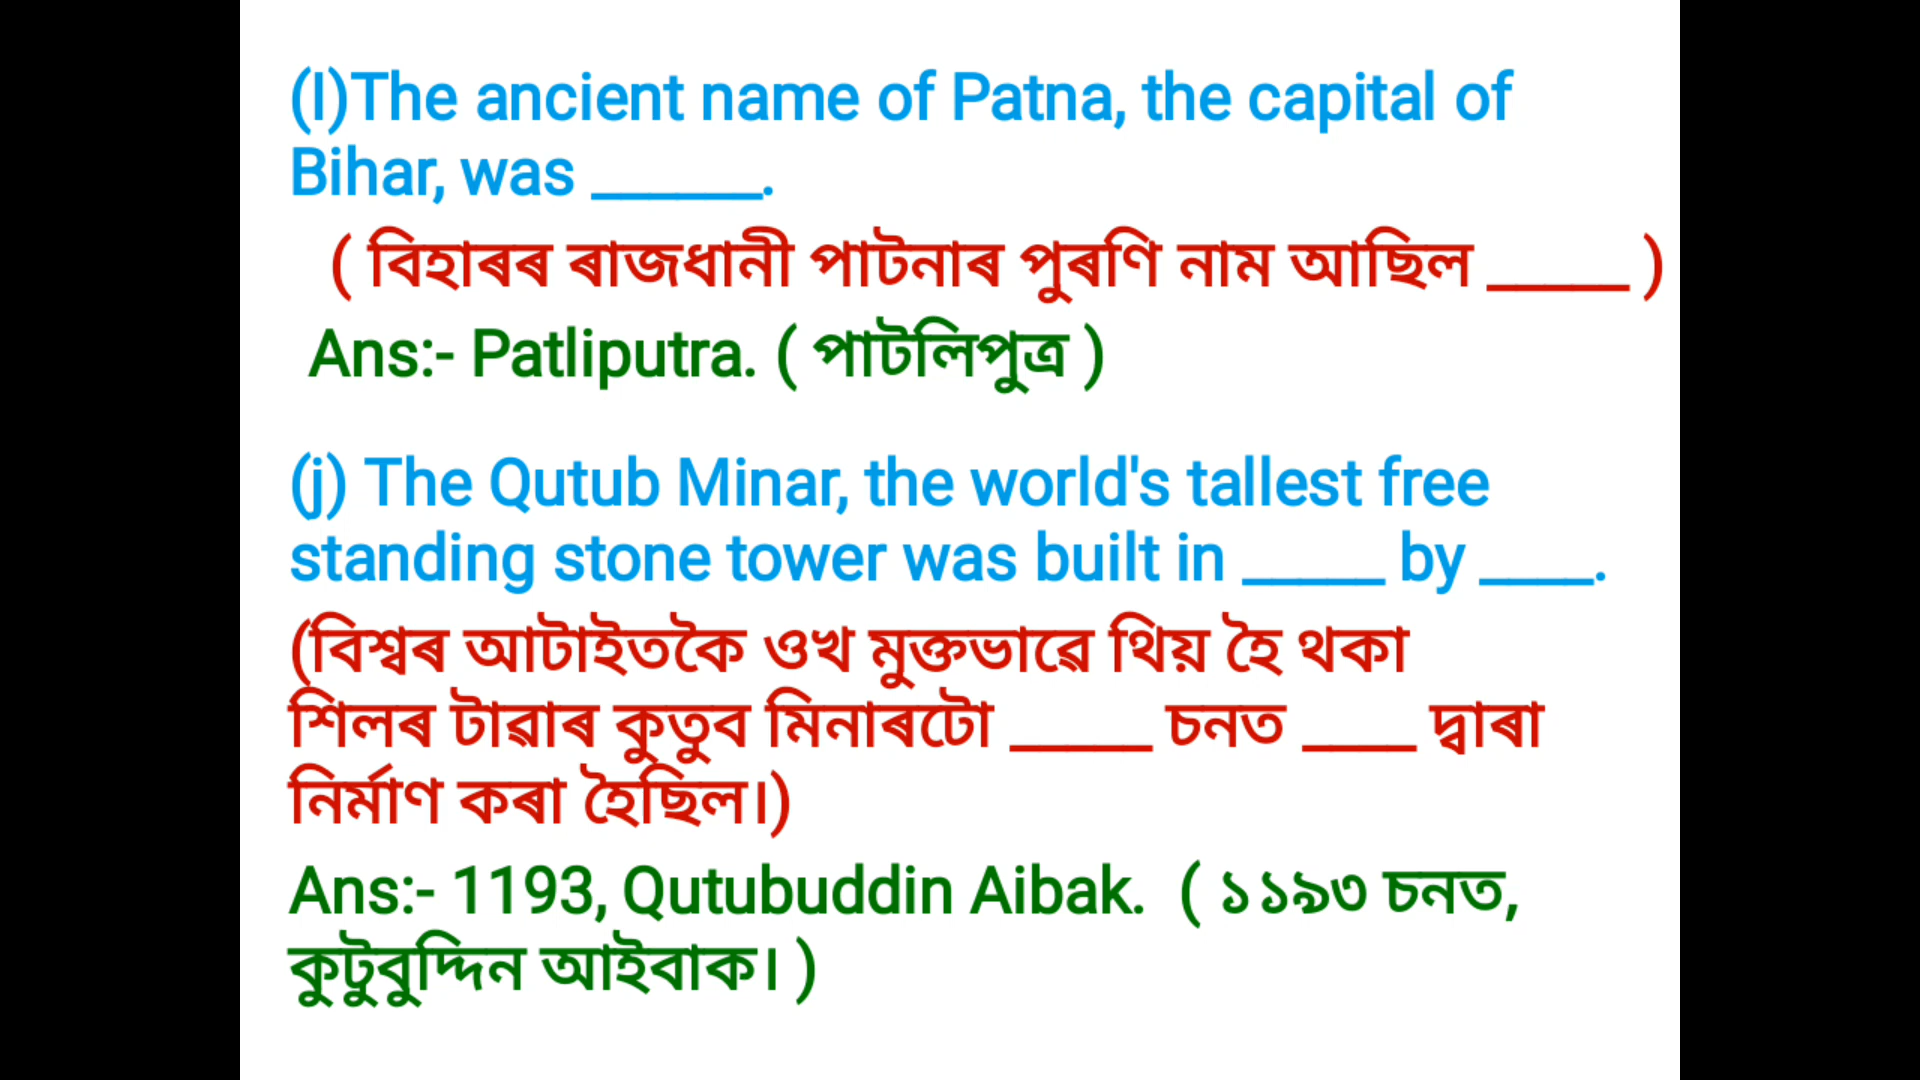 (I)The ancient name of Patna, the capital of
Bihar, was ______.
( বিহাৰৰ ৰাজধানী পাটনাৰ পুৰণি নাম আছিল _____ )
Ans:- Patliputra. ( পাটলিপুত্ৰ )
(j) The Qutub Minar, the world's tallest free
standing stone tower was built in _____ by ____.
(বিশ্বৰ আটাইতকৈ ওখ মুক্তভাৱে থিয় হৈ থকা
শিলৰ টাৱাৰ কুতুব মিনাৰটো _____ চনত ____ দ্বাৰা
নিৰ্মাণ কৰা হৈছিল।)
Ans:- 1193, Qutubuddin Aibak. ( ১১৯৩ চনত,
কুটুবুদ্দিন আইবাক। )